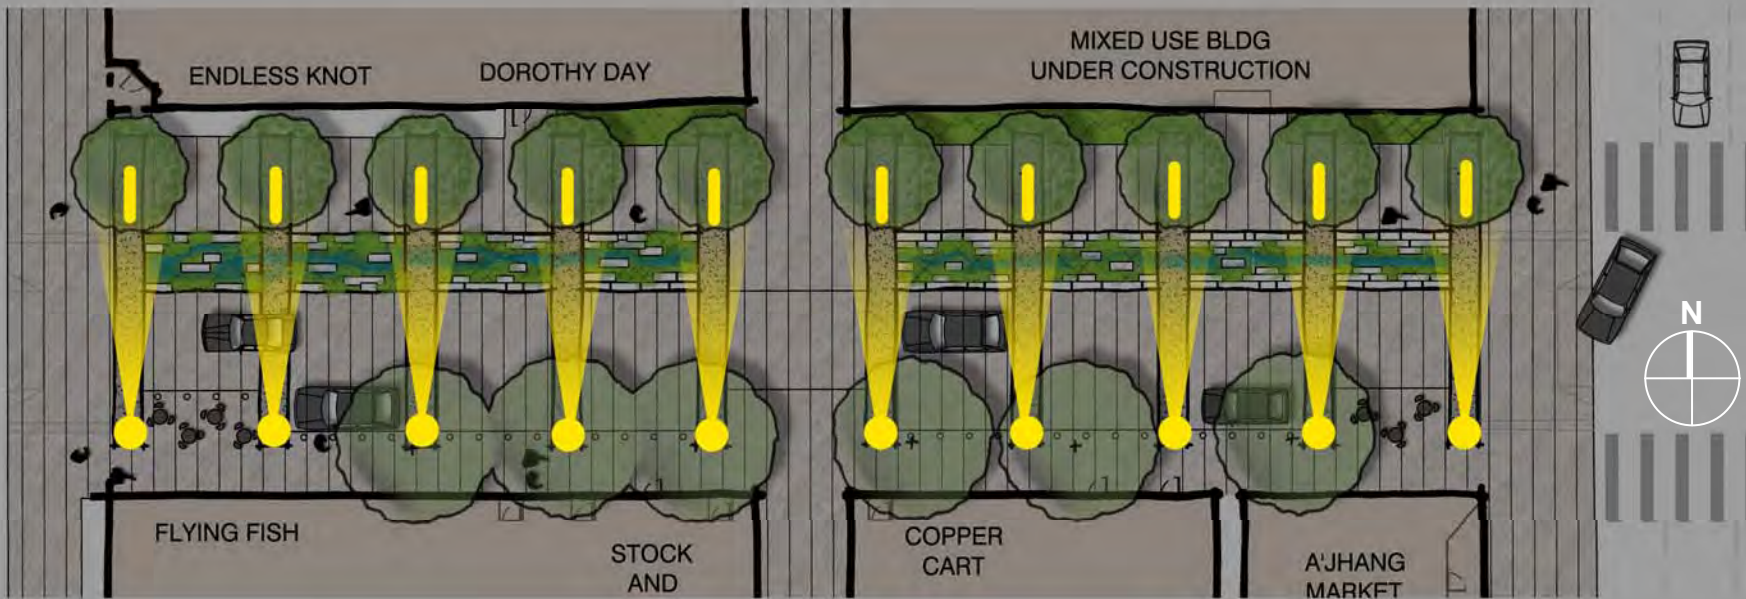 ENDLESS KNOT
DOROTHY DAY
MIXED USE BLDG
UNDER CONSTRUCTION
N
FLYING FISH
STOCK
AND
COPPER
CART
A'JHANG
MARKET